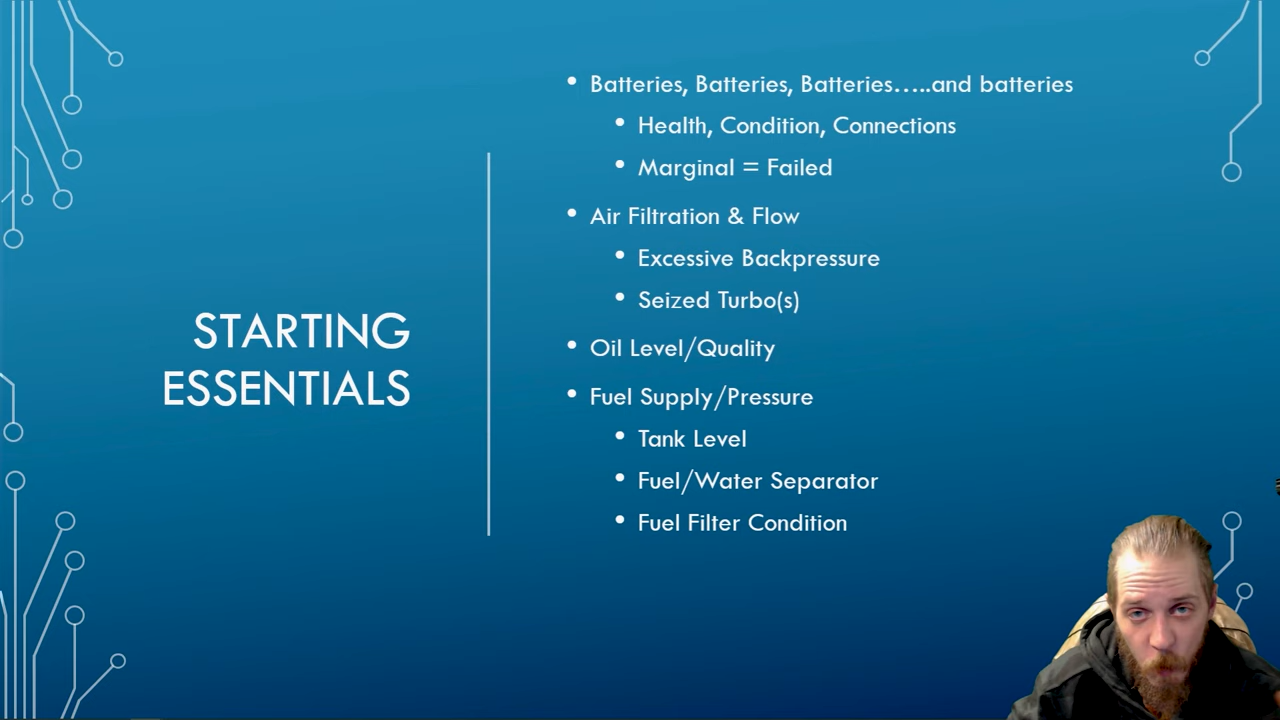 STARTING
ESSENTIALS
Batteries, Batteries, Batteries…..and batteries
Health, Condition, Connections
Marginal = Failed
Air Filtration & Flow
Excessive Backpressure
Seized Turbo(s)
Oil Level/Quality
Fuel Supply/Pressure
Tank Level
Fuel/Water Separator
Fuel Filter Condition